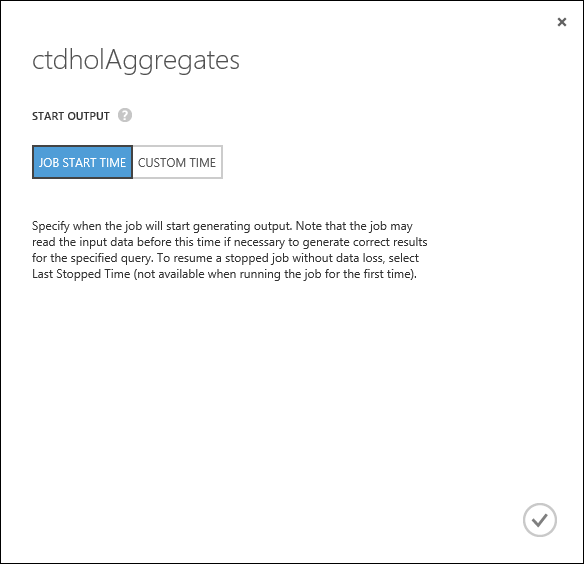 ctdholAggregates
START OUTPUT ?
JOB START TIME CUSTOM TIME
Specify when the job will start generating output. Note that the job may
read the input data before this time if necessary to generate correct results
for the specified query. To resume a stopped job without data loss, select
Last Stopped Time (not available when running the job for the first time).